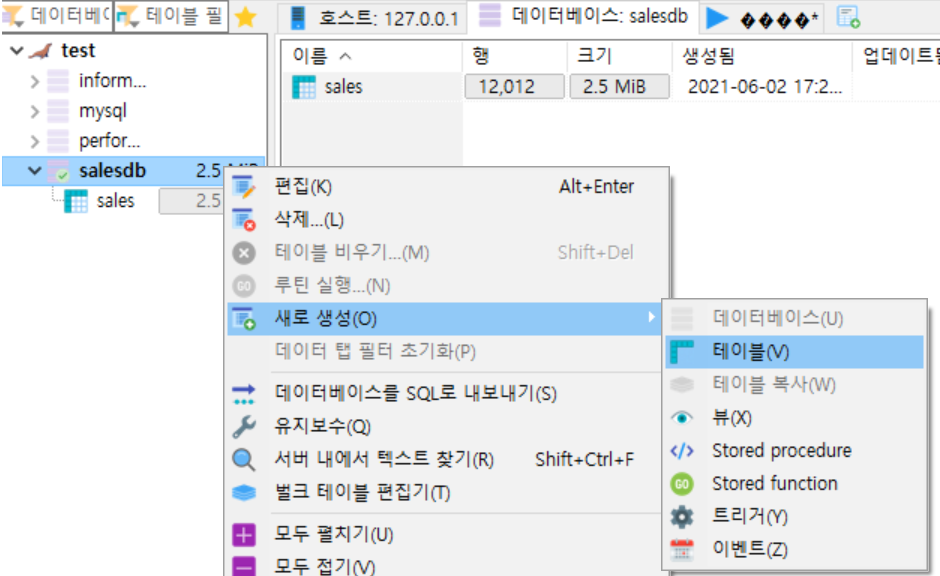 데이터베 테이블 필
호스트: 127.0.0.1 데이터베이스: salesdb ����*
test
inform...
mysql
perfor...
salesdb 2.5 MiB
sales 2.5
이름 행 크기 생성됨 업데이트됨
sales 12,012 2.5 MiB 2021-06-02 17:2...
편집(K) Alt+Enter
삭제...(L)
테이블 비우기...(M) Shift+Del
루틴 실행...(N)
새로 생성(O)
데이터 탭 필터 초기화(P)
데이터베이스를 SQL로 내보내기(S)
유지보수(Q)
서버 내에서 텍스트 찾기(R) Shift+Ctrl+F
벌크 테이블 편집기(T)
모두 펼치기(U)
모두 접기(V)
데이터베이스(U)
테이블(V)
테이블 복사(W)
뷰(X)
Stored procedure
Stored function
트리거(Y)
이벤트(Z)